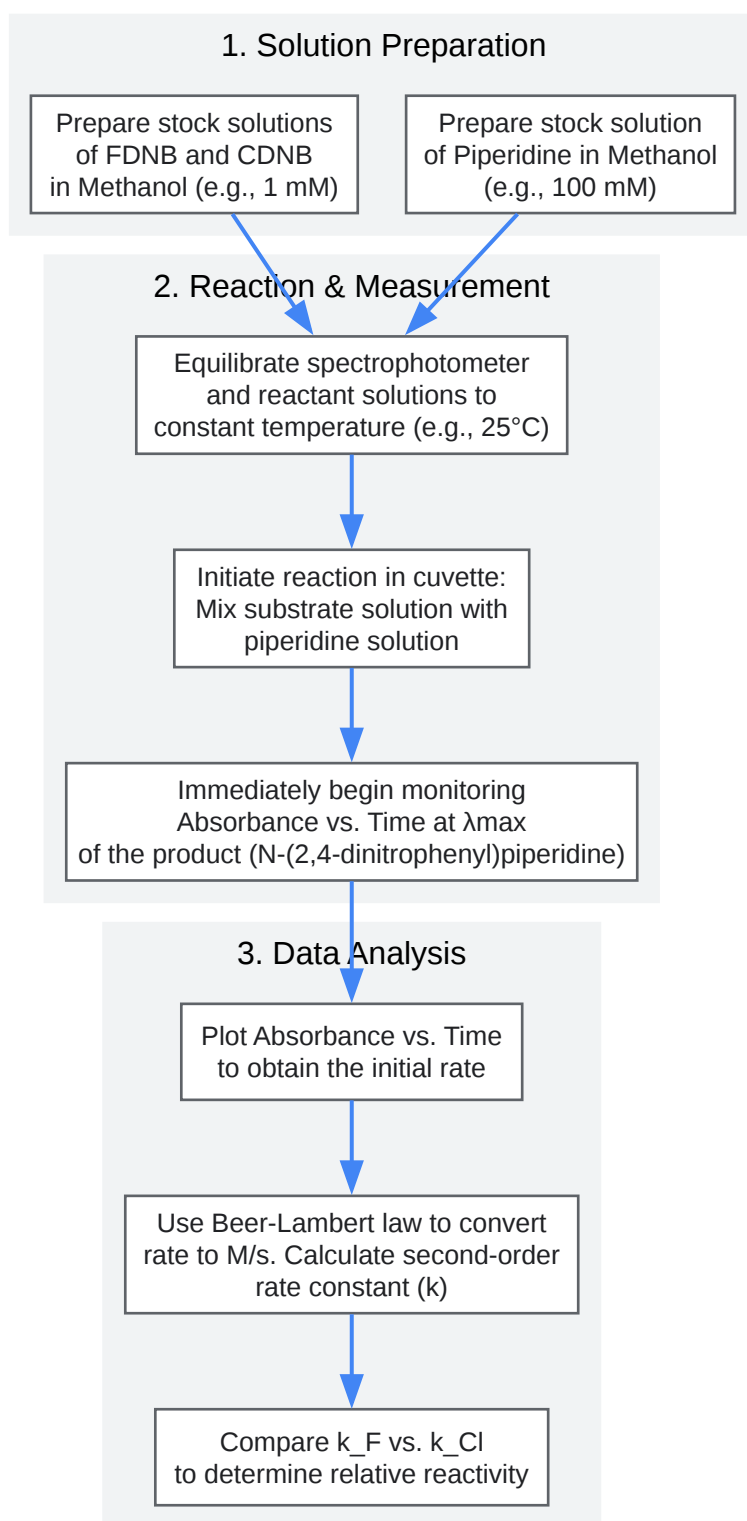 1. Solution Preparation
Prepare stock solutions
of FDNB and CDNB
in Methanol (e.g., 1 mM)
Prepare stock solution
of Piperidine in Methanol
(e.g., 100 mM)
2. Reaction & Measurement
Equilibrate spectrophotometer
and reactant solutions to
constant temperature (e.g., 25°C)
Initiate reaction in cuvette:
Mix substrate solution with
piperidine solution
Immediately begin monitoring
Absorbance vs. Time at λmax
of the product (N-(2,4-dinitrophenyl)piperidine)
3. Data Analysis
Plot Absorbance vs. Time
to obtain the initial rate
Use Beer-Lambert law to convert
rate to M/s. Calculate second-order
rate constant (k)
Compare k_F vs. k_Cl
to determine relative reactivity